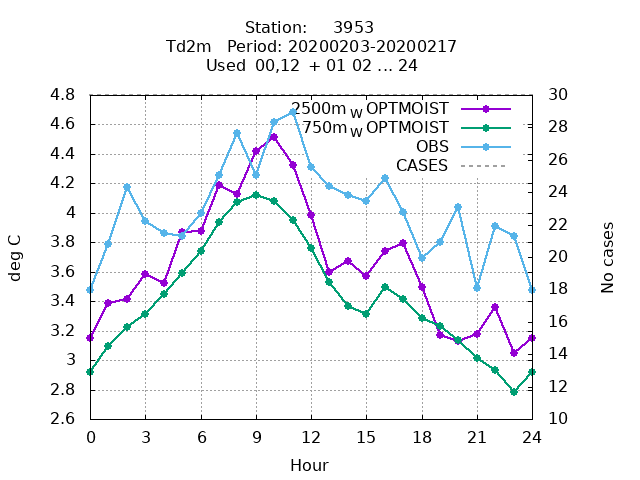 Station:     3953
Td2m   Period: 20200203-20200217
Used  00,12  + 01 02 ... 24
4.8
4.6
4.4
4.2
4
3.8
3.6
3.4
3.2
3
2.8
2.6
deg C
30
28
26
24
22
20
18
16
14
12
10
No cases
2500m W OPTMOIST
750m W OPTMOIST
OBS
CASES
0 3 6 9 12 15 18 21 24
Hour